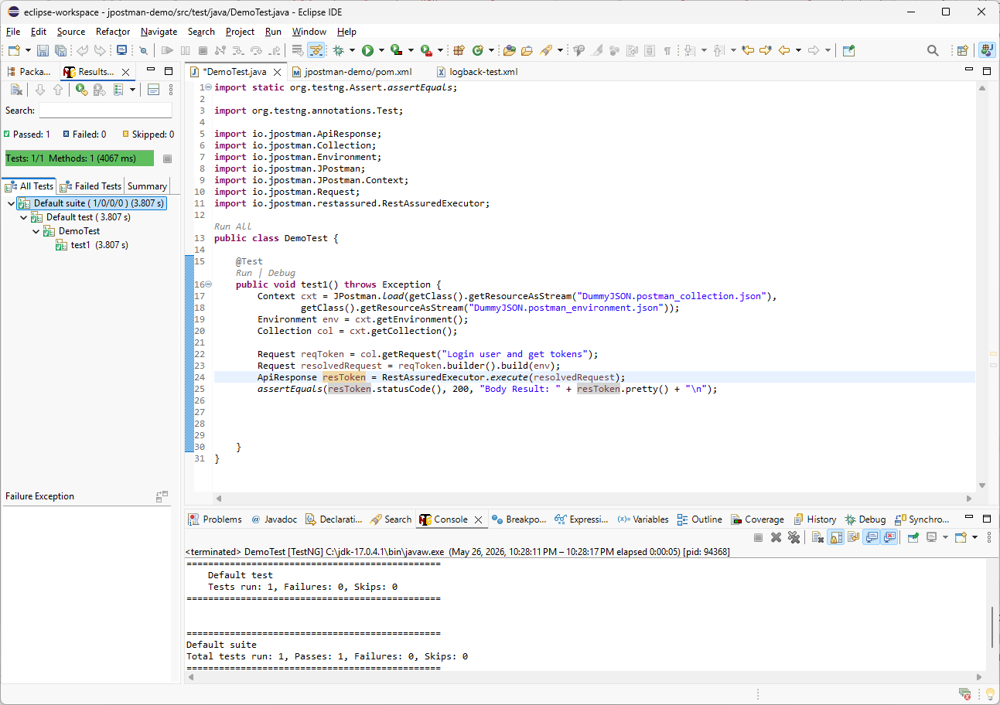 eclipse-workspace - jpostman-demo/src/test/java/DemoTest.java - Eclipse IDE
File Edit Source Refactor Navigate Search Project Run Window Help
Packa... Results...
Search:
Passed: 1 Failed: 0 Skipped: 0
Tests: 1/1 Methods: 1 (4067 ms)
All Tests Failed Tests Summary
Default suite ( 1/0/0/0 ) (3.807 s)
Default test ( 3.807 s)
DemoTest
test1 (3.807 s)
Failure Exception
*DemoTest.java jpostman-demo/pom.xml logback-test.xml
1 import static org.testng.Assert.assertEquals;
2
3 import org.testng.annotations.Test;
4
5 import io.jpostman.ApiResponse;
6 import io.jpostman.Collection;
7 import io.jpostman.Environment;
8 import io.jpostman.JPostman;
9 import io.jpostman.JPostman.Context;
10 import io.jpostman.Request;
11 import io.jpostman.restassured.RestAssuredExecutor;
12
Run All
13 public class DemoTest {
14
15 @Test
Run | Debug
16 public void test1() throws Exception {
17 Context cxt = JPostman.load(getClass().getResourceAsStream("DummyJSON.postman_collection.json"),
18 getClass().getResourceAsStream("DummyJSON.postman_environment.json"));
19 Environment env = cxt.getEnvironment();
20 Collection col = cxt.getCollection();
21
22 Request reqToken = col.getRequest("Login user and get tokens");
23 Request resolvedRequest = reqToken.builder().build(env);
24 ApiResponse resToken = RestAssuredExecutor.execute(resolvedRequest);
25 assertEquals(resToken.statusCode(), 200, "Body Result: " + resToken.pretty() + "\n");
26
27
28
29
30 }
31 }
Problems Javadoc Declarati... Search Console Breakpo... Expressi... Variables Outline Coverage History Debug Synchro...
<terminated> DemoTest [TestNG] C:\jdk-17.0.4.1\bin\javaw.exe (May 26, 2026, 10:28:11 PM – 10:28:17 PM elapsed 0:00:05) [pid: 94368]
===============================================
Default test
Tests run: 1, Failures: 0, Skips: 0
===============================================
===============================================
Default suite
Total tests run: 1, Passes: 1, Failures: 0, Skips: 0
===============================================